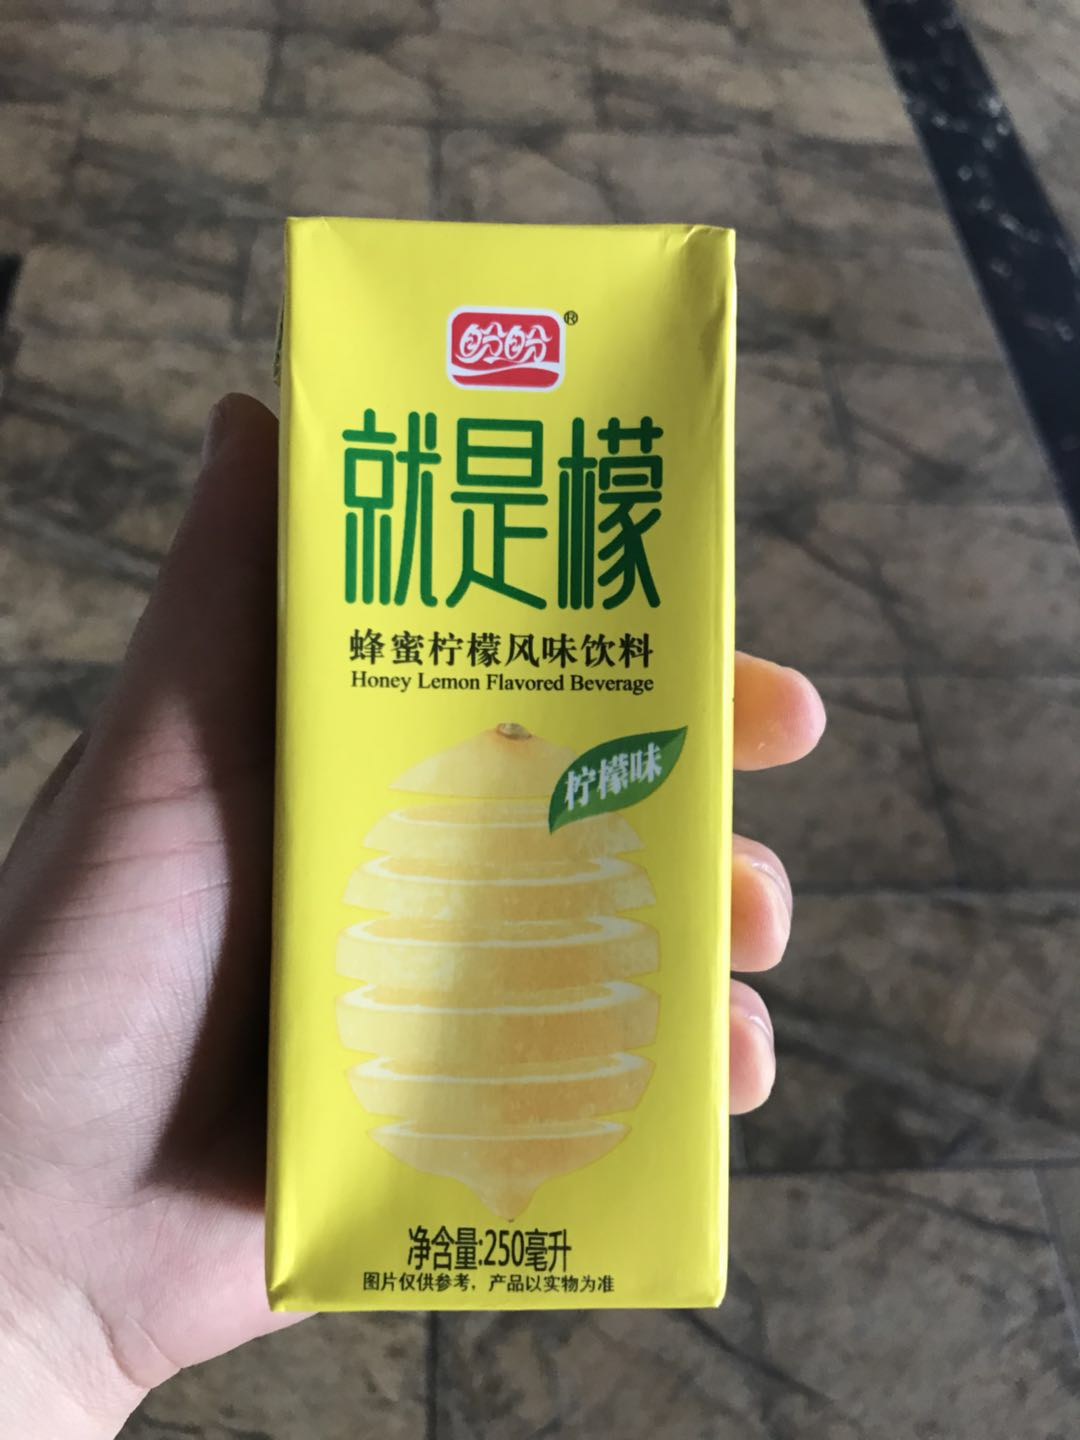 盼盼®
就是檬
蜂蜜柠檬风味饮料
Honey Lemon Flavored Beverage
柠檬味
净含量:250毫升
图片仅供参考，产品以实物为准